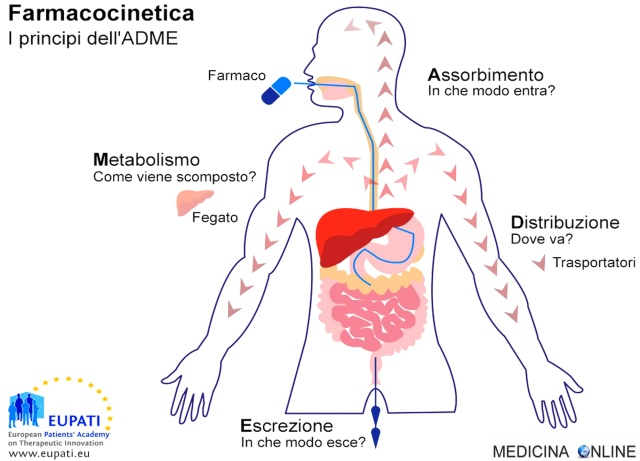 Farmacocinetica
I principi dell'ADME
Farmaco
Assorbimento
In che modo entra?
Metabolismo
Come viene scomposto?
Fegato
Distribuzione
Dove va?
Trasportatori
Escrezione
In che modo esce?
EUPATI
European Patients' Academy
on Therapeutic Innovation
www.eupati.eu
MEDICINA ONLINE